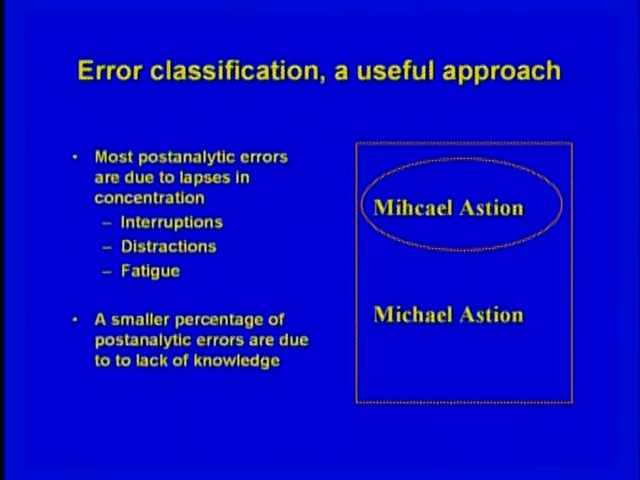 Error classification, a useful approach
• Most postanalytic errors
are due to lapses in
concentration
– Interruptions
– Distractions
– Fatigue
• A smaller percentage of
postanalytic errors are due
to to lack of knowledge
Mihcael Astion
Michael Astion